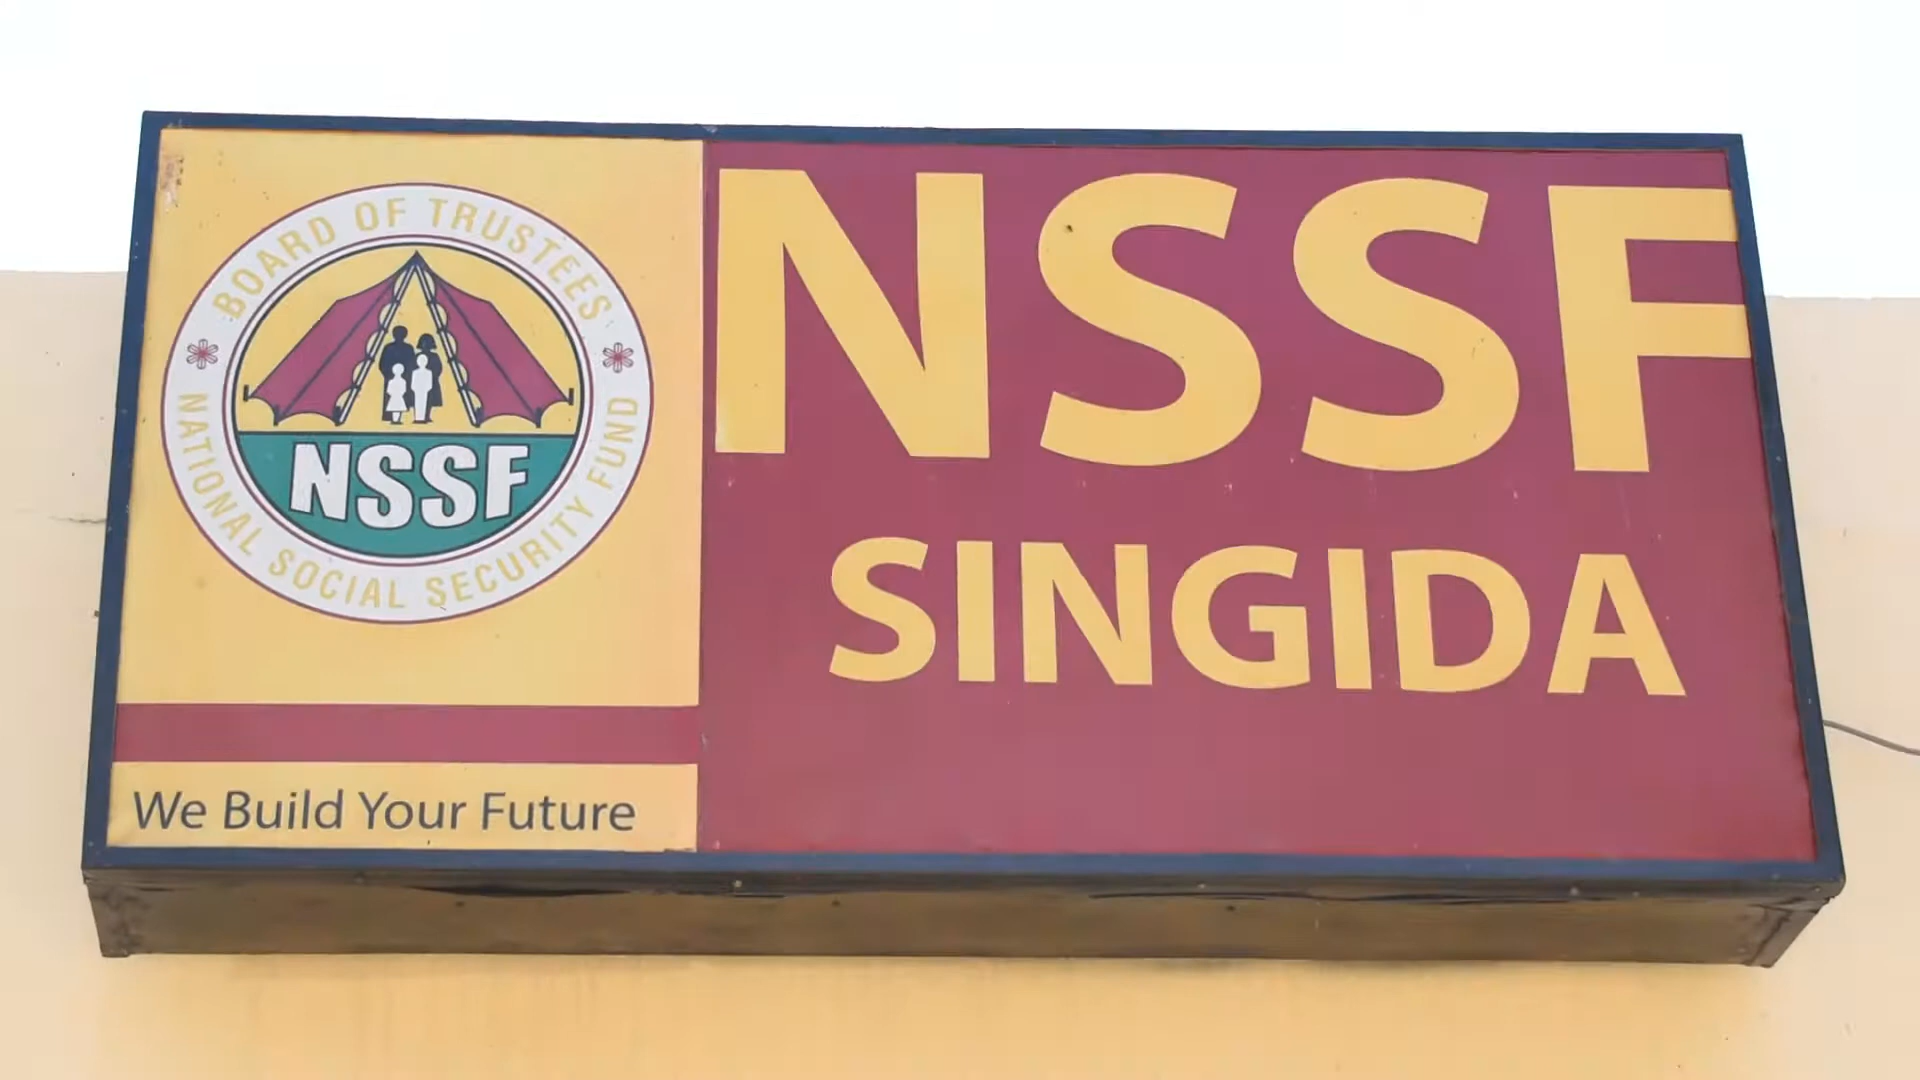 BOARD OF TRUSTEES
NATIONAL SOCIAL SECURITY FUND
NSSF
We Build Your Future
NSSF
SINGIDA